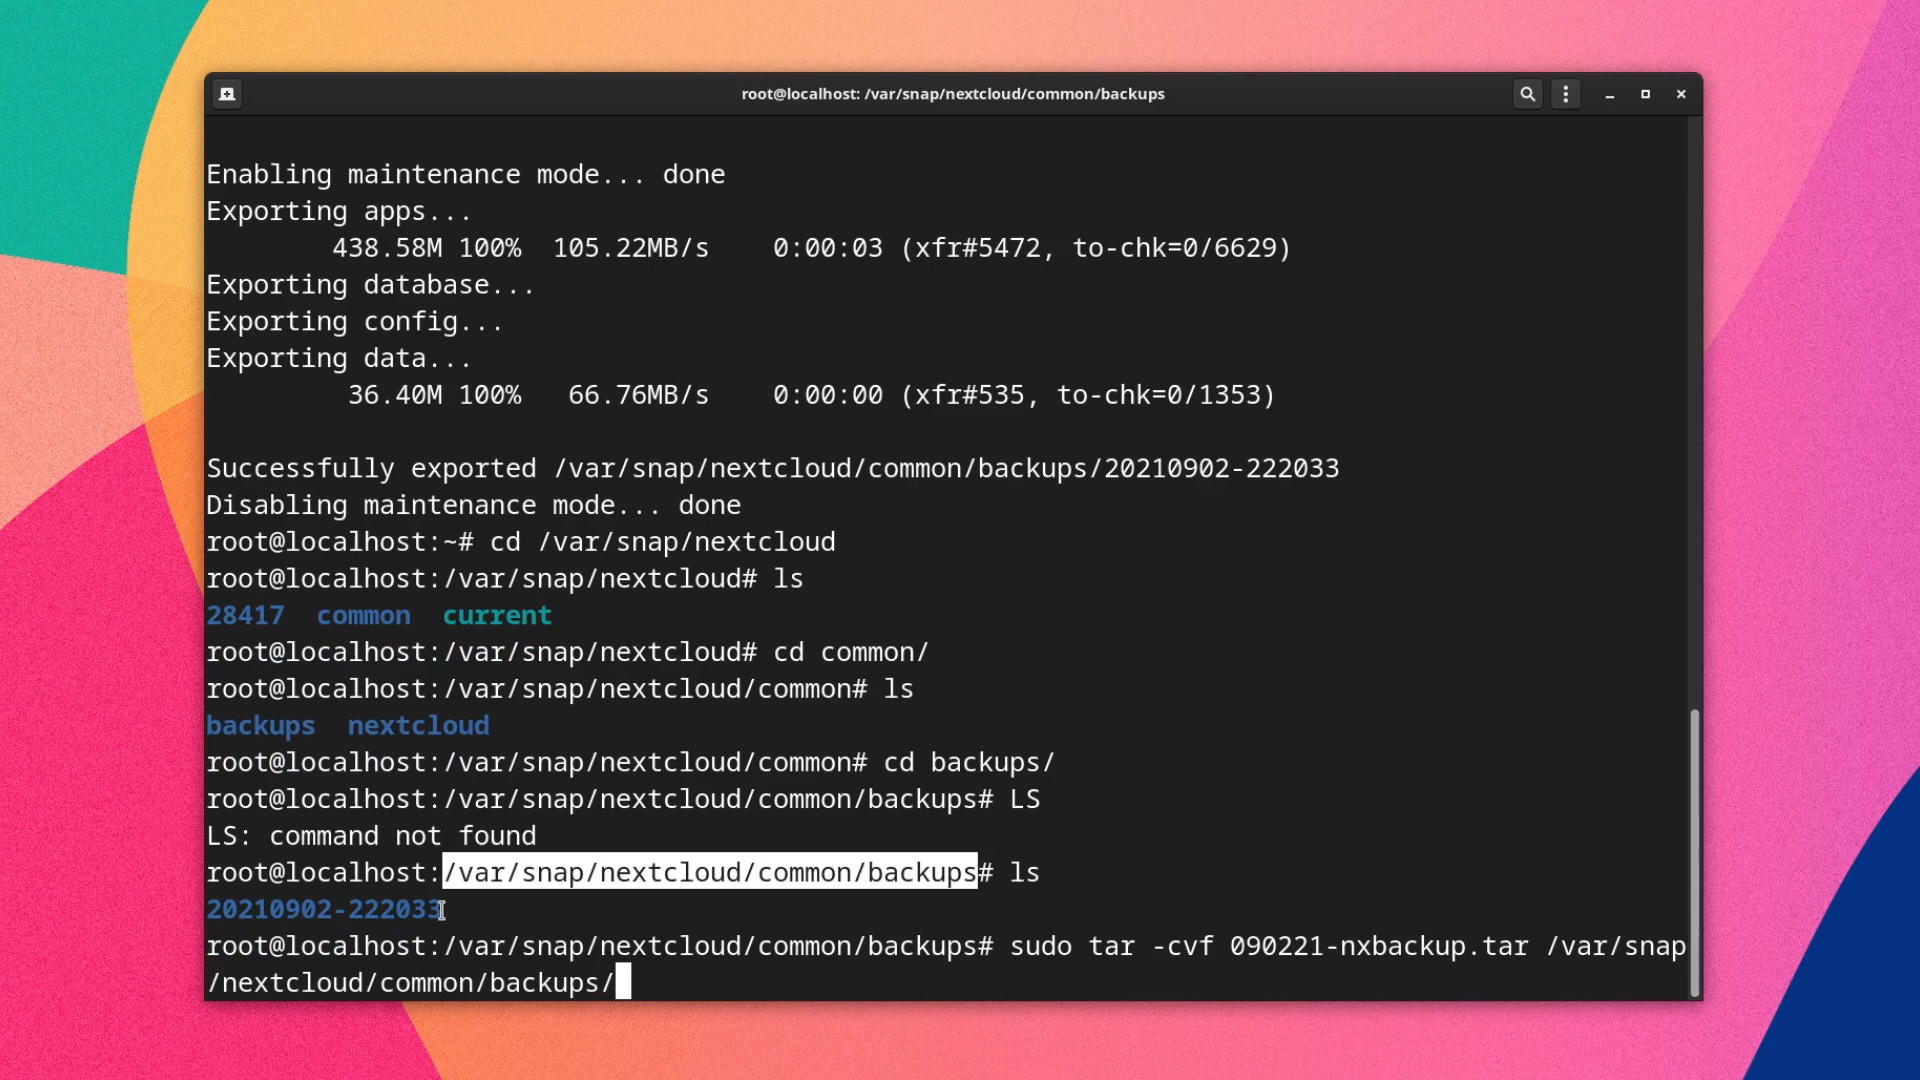 root@localhost: /var/snap/nextcloud/common/backups
Enabling maintenance mode... done
Exporting apps...
438.58M 100%  105.22MB/s    0:00:03 (xfr#5472, to-chk=0/6629)
Exporting database...
Exporting config...
Exporting data...
36.40M 100%   66.76MB/s    0:00:00 (xfr#535, to-chk=0/1353)
Successfully exported /var/snap/nextcloud/common/backups/20210902-222033
Disabling maintenance mode... done
root@localhost:~# cd /var/snap/nextcloud
root@localhost:/var/snap/nextcloud# ls
28417  common  current
root@localhost:/var/snap/nextcloud# cd common/
root@localhost:/var/snap/nextcloud/common# ls
backups  nextcloud
root@localhost:/var/snap/nextcloud/common# cd backups/
root@localhost:/var/snap/nextcloud/common/backups# LS
LS: command not found
root@localhost:/var/snap/nextcloud/common/backups# ls
20210902-222033
root@localhost:/var/snap/nextcloud/common/backups# sudo tar -cvf 090221-nxbackup.tar /var/snap
/nextcloud/common/backups/